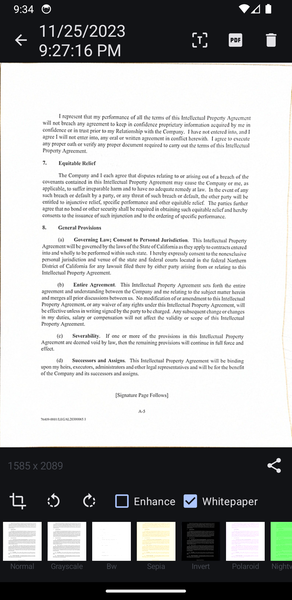 9:34
11/25/2023
9:27:16 PM
PDF
I represent that my performance of all the terms of this Intellectual Property Agreement
will not breach any agreement to keep in confidence proprietary information acquired by me in
confidence or in trust prior to my Relationship with the Company. I have not entered into, and I
agree I will not enter into, any oral or written agreement in conflict herewith. I agree to execute
any proper oath or verify any proper document required to carry out the terms of this Intellectual
Property Agreement.
7. Equitable Relief
The Company and I each agree that disputes relating to or arising out of a breach of the
covenants contained in this Intellectual Property Agreement may cause the Company or me, as
applicable, to suffer irreparable harm and to have no adequate remedy at law. In the event of any
such breach or default by a party, or any threat of such breach or default, the other party will be
entitled to injunctive relief, specific performance and other equitable relief. The parties further
agree that no bond or other security shall be required in obtaining such equitable relief and hereby
consents to the issuance of such injunction and to the ordering of specific performance.
8. General Provisions
(a) Governing Law; Consent to Personal Jurisdiction. This Intellectual Property
Agreement will be governed by the laws of the State of California as they apply to contracts entered
into and wholly to be performed within such state. I hereby expressly consent to the nonexclusive
personal jurisdiction and venue of the state and federal courts located in the federal Northern
District of California for any lawsuit filed there by either party arising from or relating to this
Intellectual Property Agreement.
(b) Entire Agreement. This Intellectual Property Agreement sets forth the entire
agreement and understanding between the Company and me relating to the subject matter herein
and merges all prior discussions between us. No modification of or amendment to this Intellectual
Property Agreement, or any waiver of any rights under this Intellectual Property Agreement, will
be effective unless in writing signed by the party to be charged. Any subsequent change or changes
in my duties, salary or compensation will not affect the validity or scope of this Intellectual
Property Agreement.
(c) Severability. If one or more of the provisions in this Intellectual Property
Agreement are deemed void by law, then the remaining provisions will continue in full force and
effect.
(d) Successors and Assigns. This Intellectual Property Agreement will be binding
upon my heirs, executors, administrators and other legal representatives and will be for the benefit
of the Company and its successors and assigns.
[Signature Page Follows]
A-5
1585 x 2089
Enhance
Whitepaper
Normal
Grayscale
Bw
Sepia
Invert
Polaroid